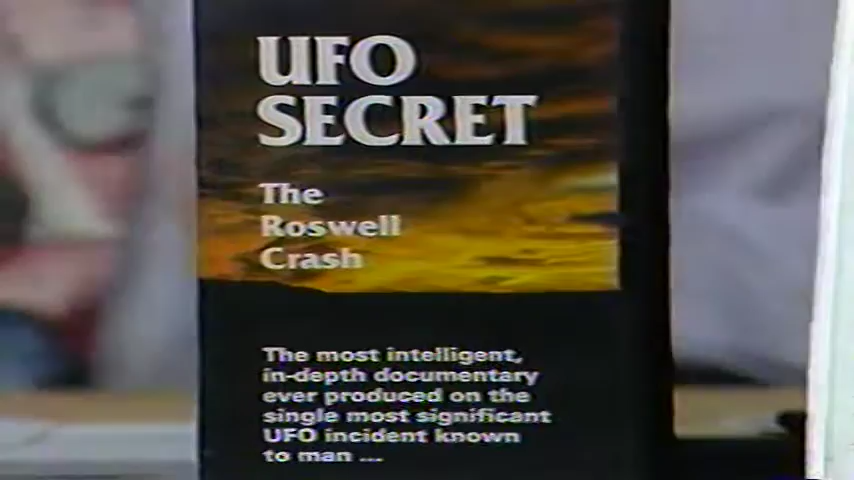 UFO
SECRET
The
Roswell
Crash
The most intelligent,
in-depth documentary
ever produced on the
single most significant
UFO incident known
to man ...